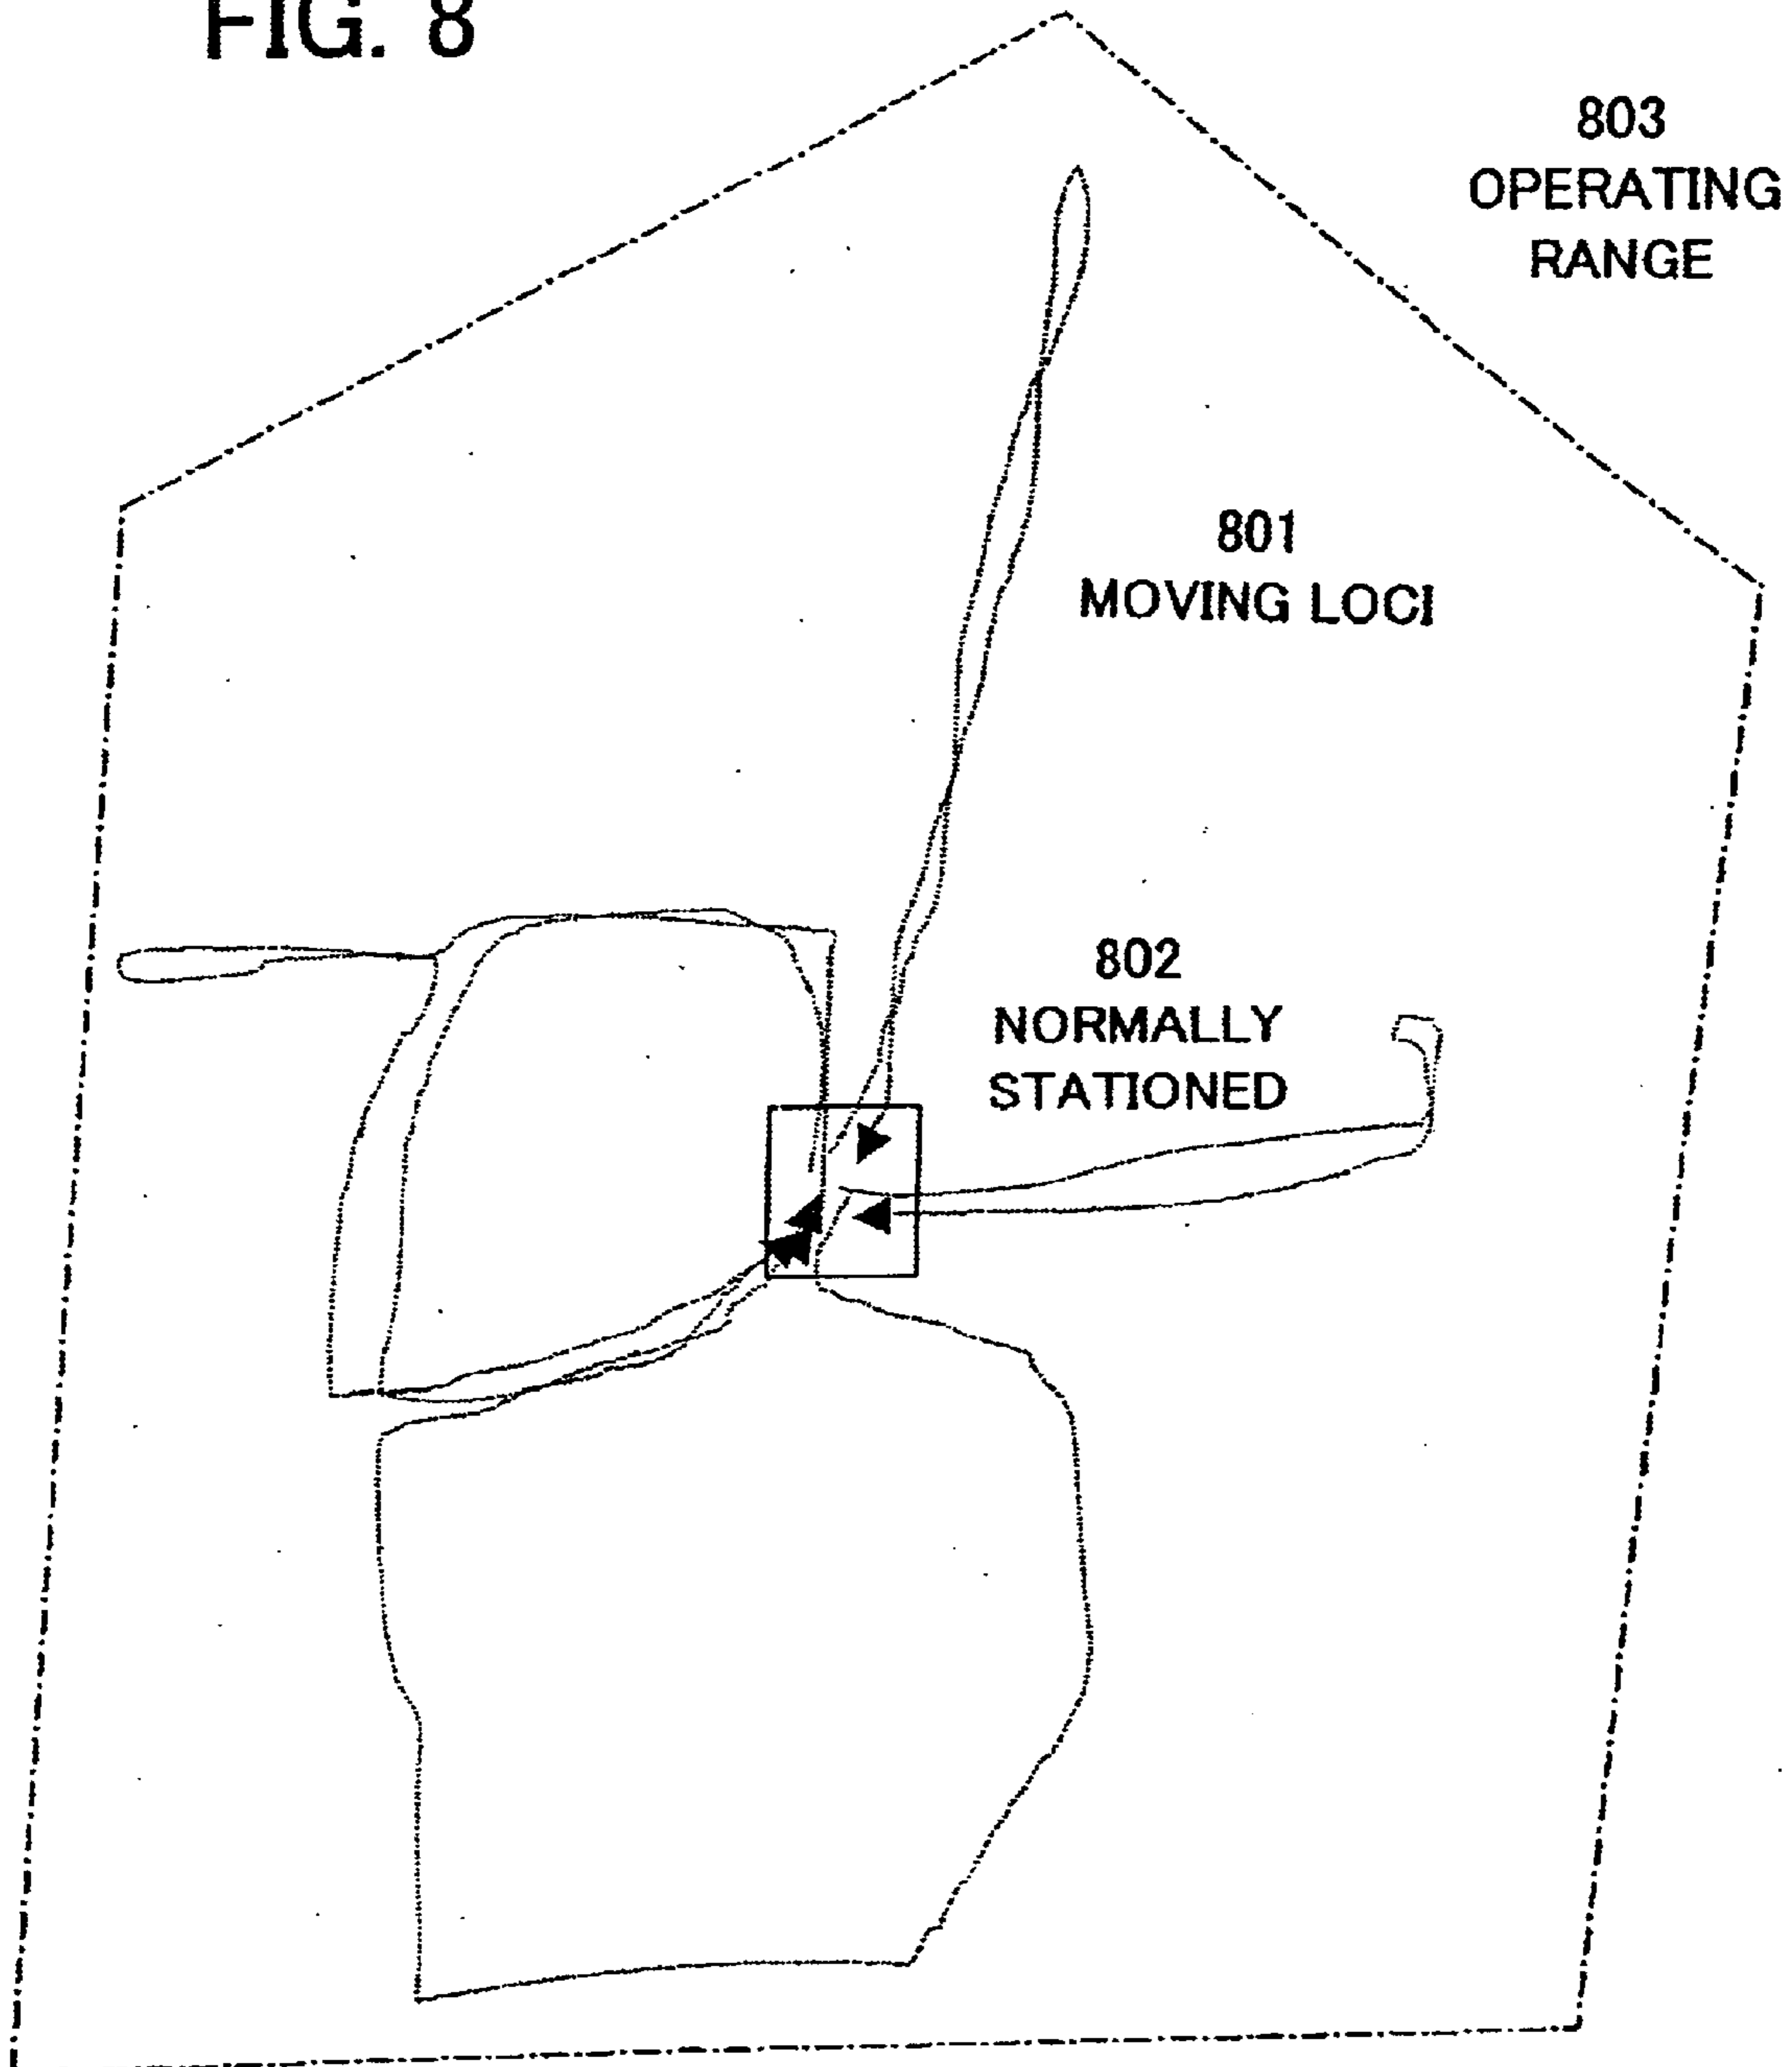 FIG. 8
803
OPERATING
RANGE
801
MOVING LOCI
802
NORMALLY
STATIONED